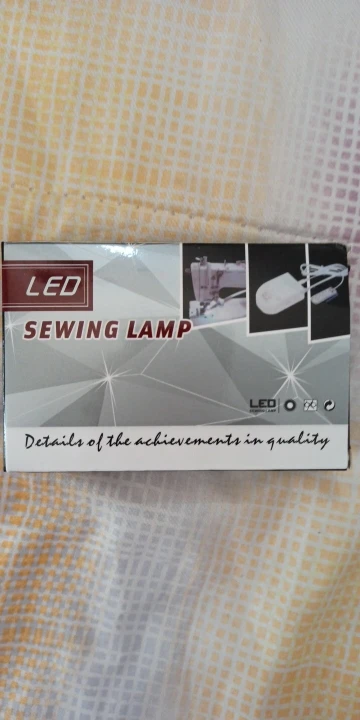 LED
SEWING LAMP
LED
Details of the achievements in quality